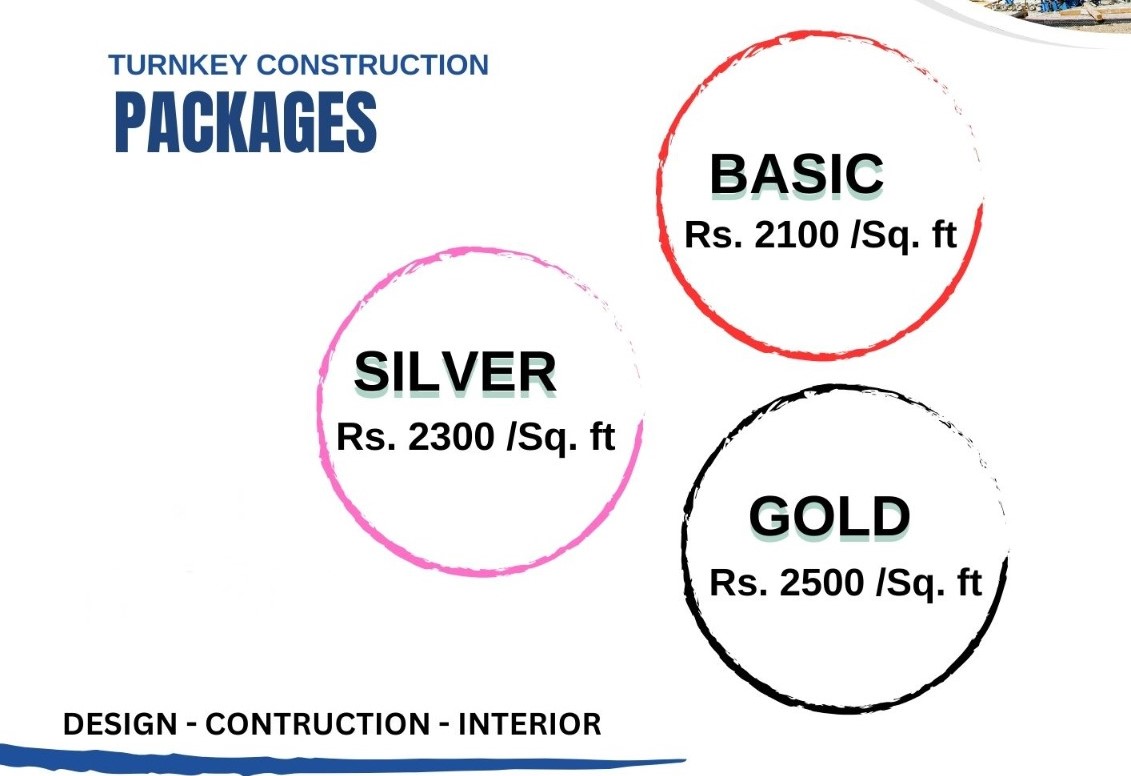 TURNKEY CONSTRUCTION
PACKAGES
BASIC
Rs. 2100 /Sq. ft
SILVER
Rs. 2300 /Sq. ft
GOLD
Rs. 2500 /Sq. ft
DESIGN - CONTRUCTION - INTERIOR